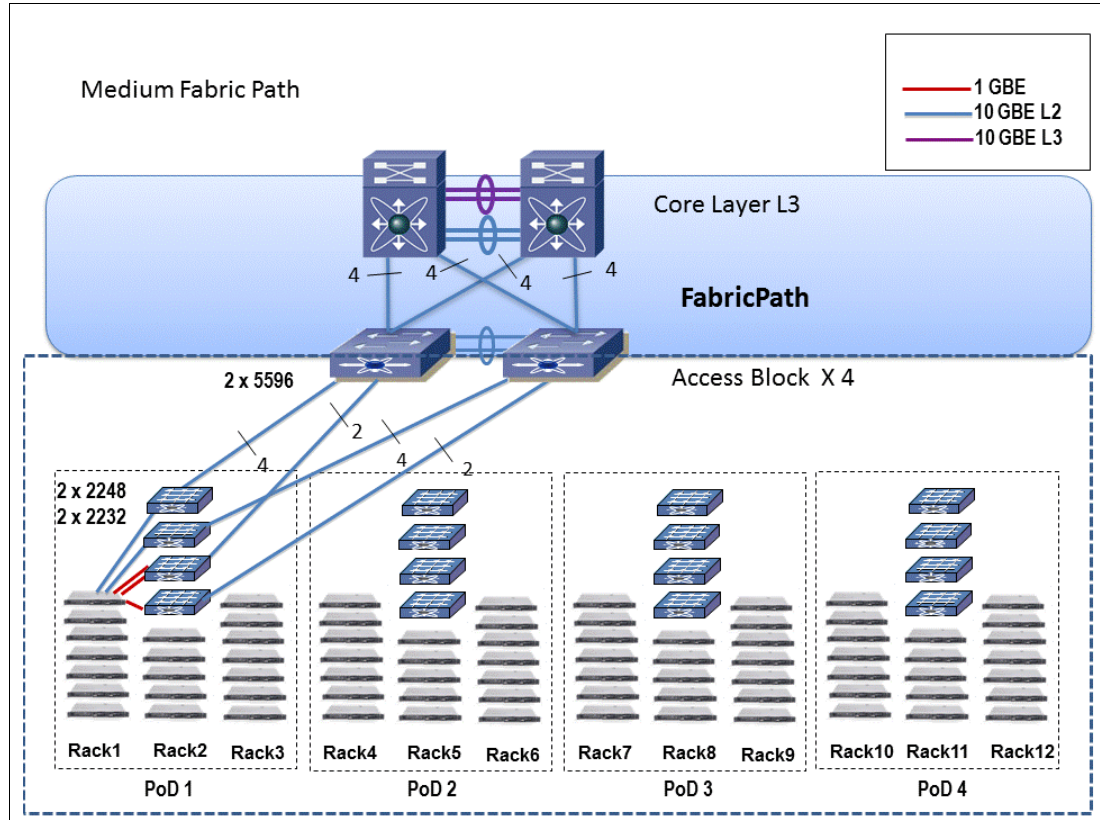 Medium Fabric Path
1 GBE
10 GBE L2
10 GBE L3
Core Layer L3
4
4
4
4
FabricPath
2 x 5596
Access Block X 4
4
2
4
2
2 x 2248
2 x 2232
Rack1
Rack2
Rack3
Rack4
Rack5
Rack6
Rack7
Rack8
Rack9
Rack10
Rack11
Rack12
PoD 1
PoD 2
PoD 3
PoD 4